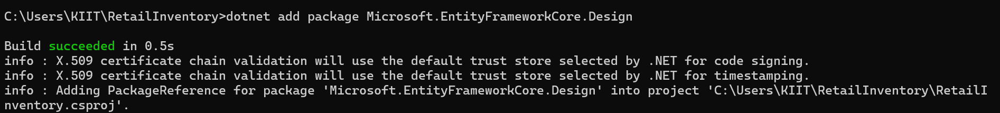 C:\Users\KIIT\RetailInventory>dotnet add package Microsoft.EntityFrameworkCore.Design
Build succeeded in 0.5s
info : X.509 certificate chain validation will use the default trust store selected by .NET for code signing.
info : X.509 certificate chain validation will use the default trust store selected by .NET for timestamping.
info : Adding PackageReference for package 'Microsoft.EntityFrameworkCore.Design' into project 'C:\Users\KIIT\RetailInventory\RetailI
nventory.csproj'.